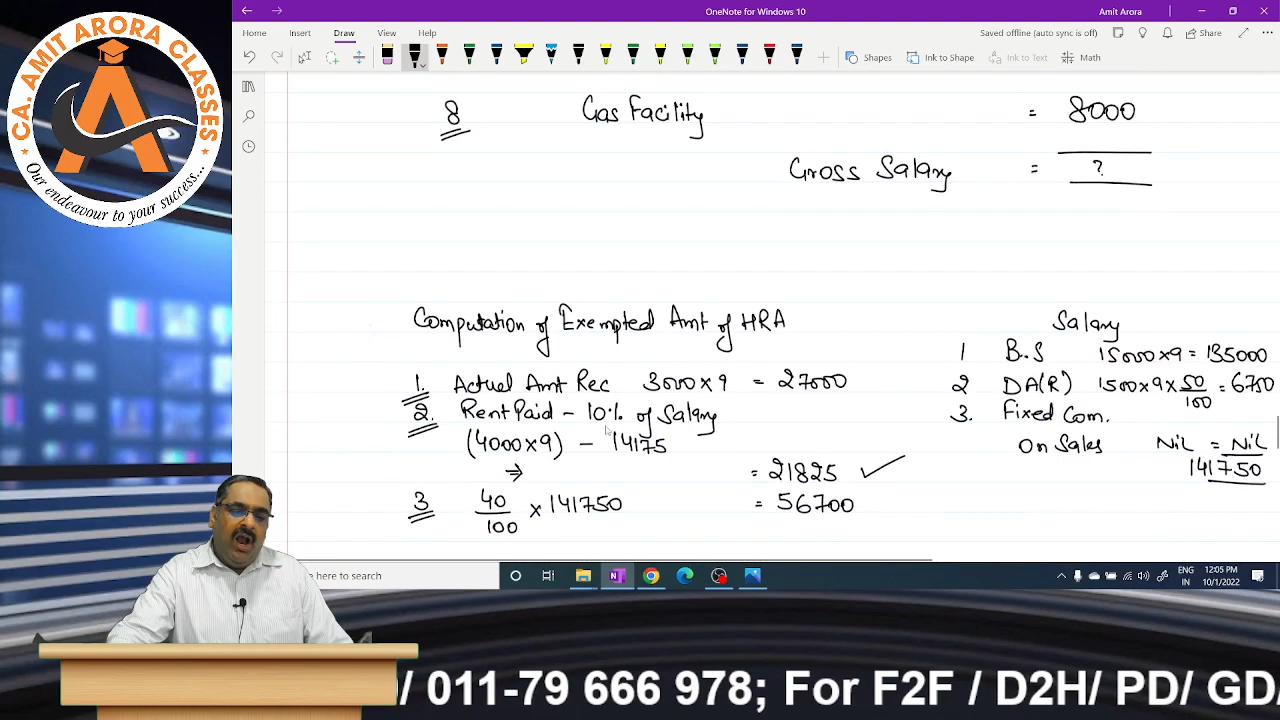 OneNote for Windows 10
Amit Arora
Home Insert Draw View Help
Saved offline (auto sync is off)
Share
Shapes
Ink to Shape
Ink to Text
Math
CA. AMIT ARORA CLASSES
Our endeavour to your success...
8 Gas Facility = 8000
Gross Salary = ?
Computation of Exempted Amt of HRA
1. Actual Amt Rec 3000 x 9 = 27000
2. Rent Paid - 10% of Salary
(4000 x 9) - 14175
→ = 21825 ✓
3 40/100 x 141750 = 56700
Salary
1 B.S 15000 x 9 = 135000
2 DA(R) 1500 x 9 x 50/100 = 6750
3. Fixed Com.
On Sales Nil = Nil
141750
here to search
ENG
IN
12:05 PM
10/1/2022
/ 011-79 666 978; For F2F / D2H/ PD/ GD/